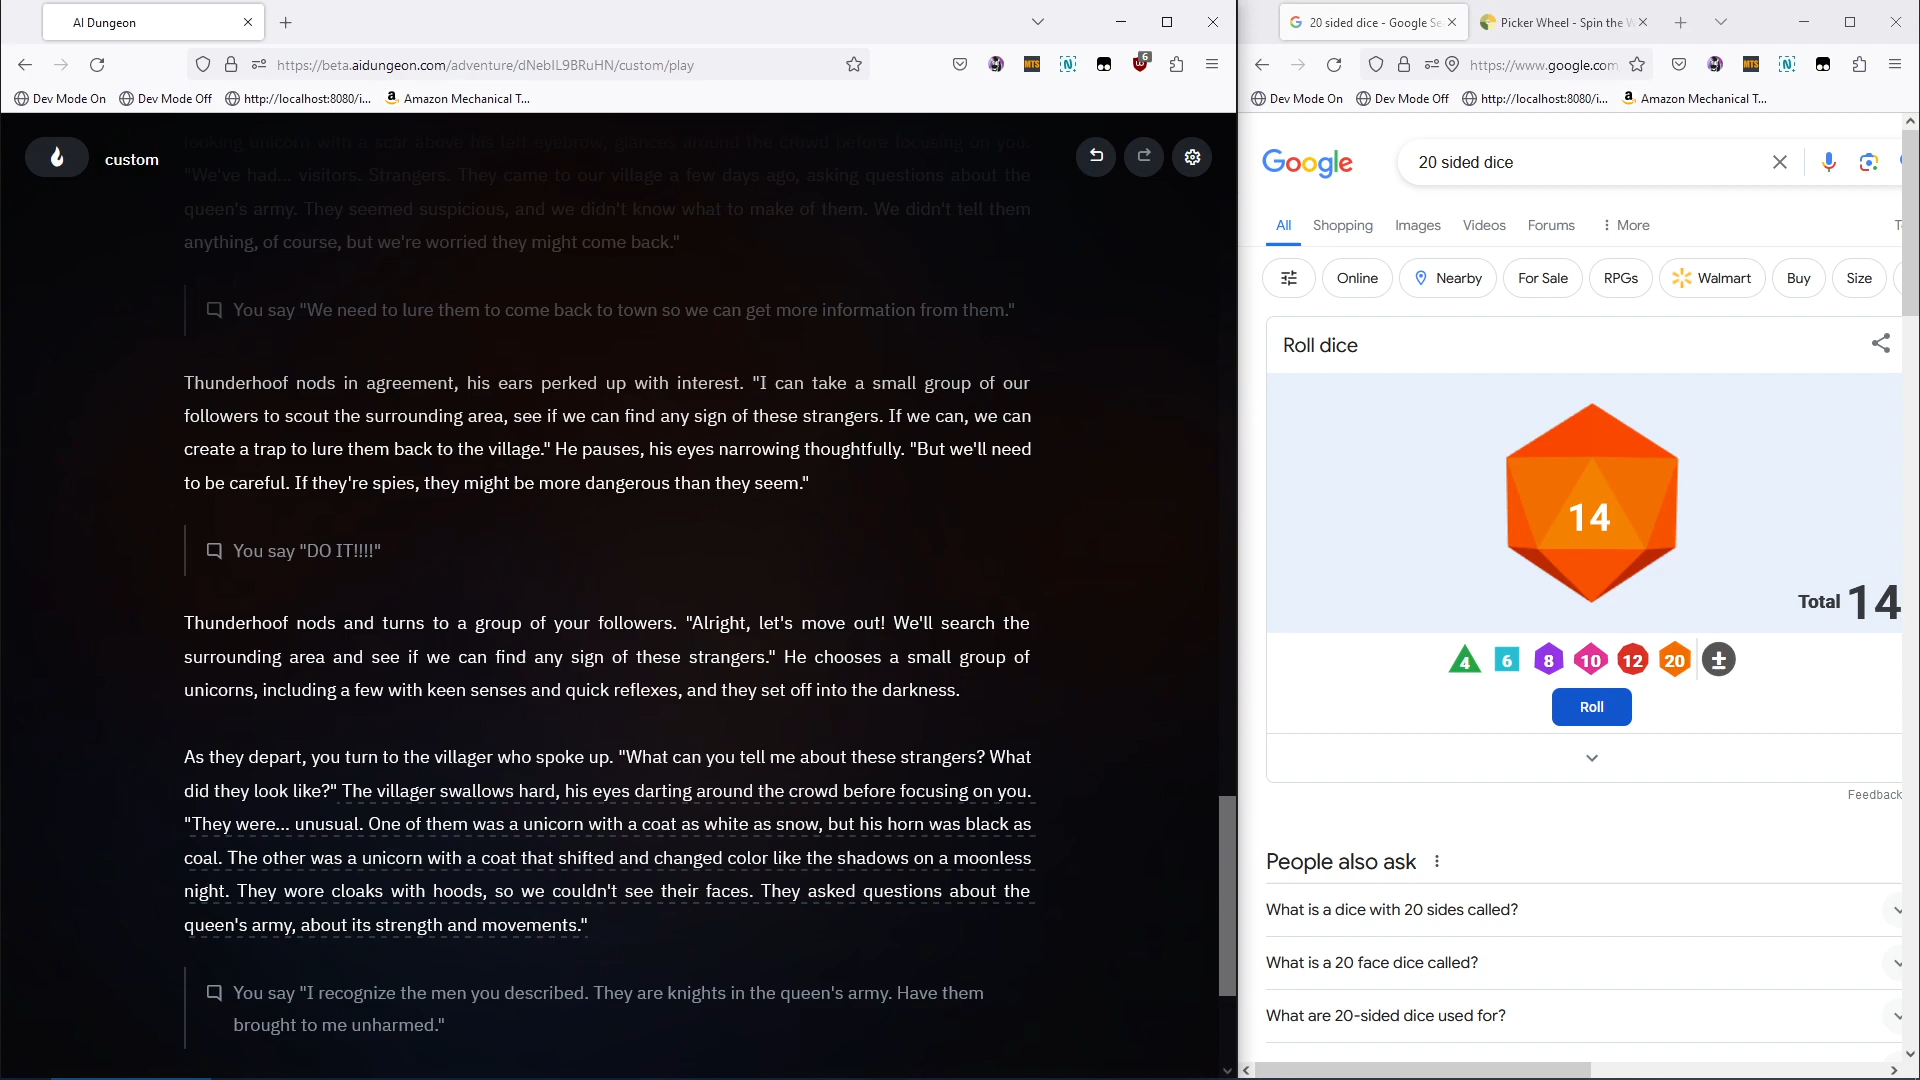 AI Dungeon
https://beta.aidungeon.com/adventure/dNebIL9BRuHN/custom/play
MTS
6
Dev Mode On
Dev Mode Off
http://localhost:8080/i...
Amazon Mechanical T...
custom
looking unicorn with a scar above his left eyebrow, glances around the crowd before focusing on you.
"We've had... visitors. Strangers. They came to our village a few days ago, asking questions about the
queen's army. They seemed suspicious, and we didn't know what to make of them. We didn't tell them
anything, of course, but we're worried they might come back."
You say "We need to lure them to come back to town so we can get more information from them."
Thunderhoof nods in agreement, his ears perked up with interest. "I can take a small group of our
followers to scout the surrounding area, see if we can find any sign of these strangers. If we can, we can
create a trap to lure them back to the village." He pauses, his eyes narrowing thoughtfully. "But we'll need
to be careful. If they're spies, they might be more dangerous than they seem."
You say "DO IT!!!!"
Thunderhoof nods and turns to a group of your followers. "Alright, let's move out! We'll search the
surrounding area and see if we can find any sign of these strangers." He chooses a small group of
unicorns, including a few with keen senses and quick reflexes, and they set off into the darkness.
As they depart, you turn to the villager who spoke up. "What can you tell me about these strangers? What
did they look like?" The villager swallows hard, his eyes darting around the crowd before focusing on you.
"They were... unusual. One of them was a unicorn with a coat as white as snow, but his horn was black as
coal. The other was a unicorn with a coat that shifted and changed color like the shadows on a moonless
night. They wore cloaks with hoods, so we couldn't see their faces. They asked questions about the
queen's army, about its strength and movements."
You say "I recognize the men you described. They are knights in the queen's army. Have them
brought to me unharmed."
20 sided dice - Google Se
Picker Wheel - Spin the W
https://www.google.com
MTS
Dev Mode On
Dev Mode Off
http://localhost:8080/i...
Amazon Mechanical T...
Google
20 sided dice
All
Shopping
Images
Videos
Forums
More
Online
Nearby
For Sale
RPGs
Walmart
Buy
Size
Roll dice
14
Total 14
4
6
8
10
12
20
±
Roll
Feedback
People also ask
What is a dice with 20 sides called?
What is a 20 face dice called?
What are 20-sided dice used for?